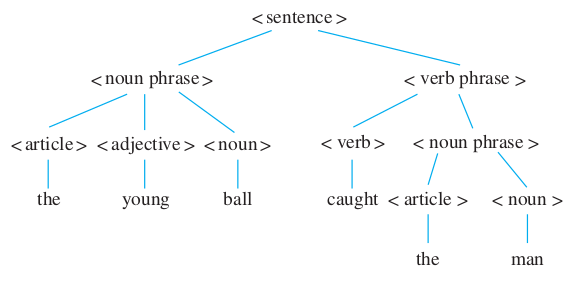 <sentence>
<noun phrase> < verb phrase >
<article> <adjective> <noun> < verb > < noun phrase >
the young ball caught < article > < noun >
the man